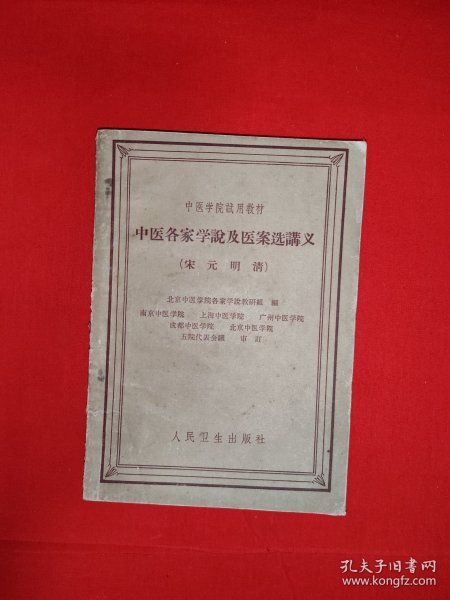 中医学院試用教材
中医各家学說及医案选講义
(宋元明清)
北京中医学院各家学說教研組 編
南京中医学院 上海中医学院 广州中医学院
成都中医学院 北京中医学院
五院代表会議 审訂
人民卫生出版社
孔夫子旧书网
www.kongfz.com